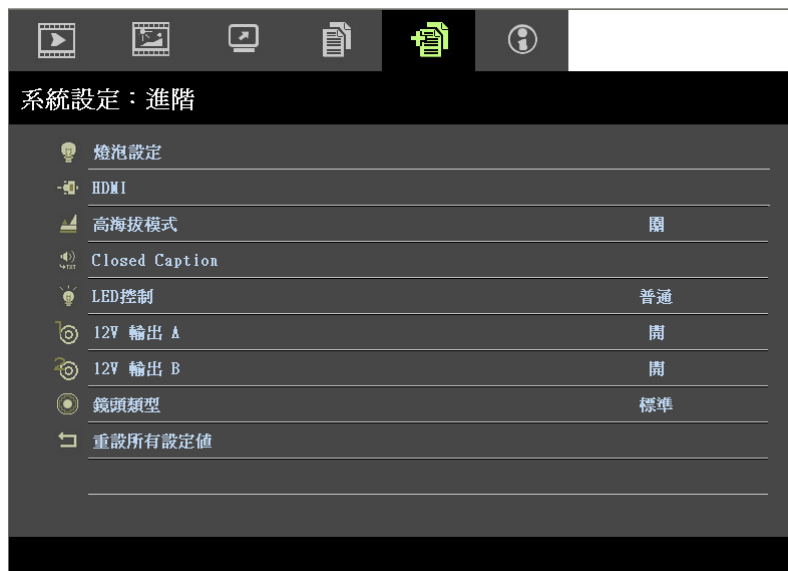 系統設定：進階
燈泡設定
HDMI
高海拔模式 關
Closed Caption
LED控制 普通
12V 輸出 A 開
12V 輸出 B 開
鏡頭類型 標準
重設所有設定值